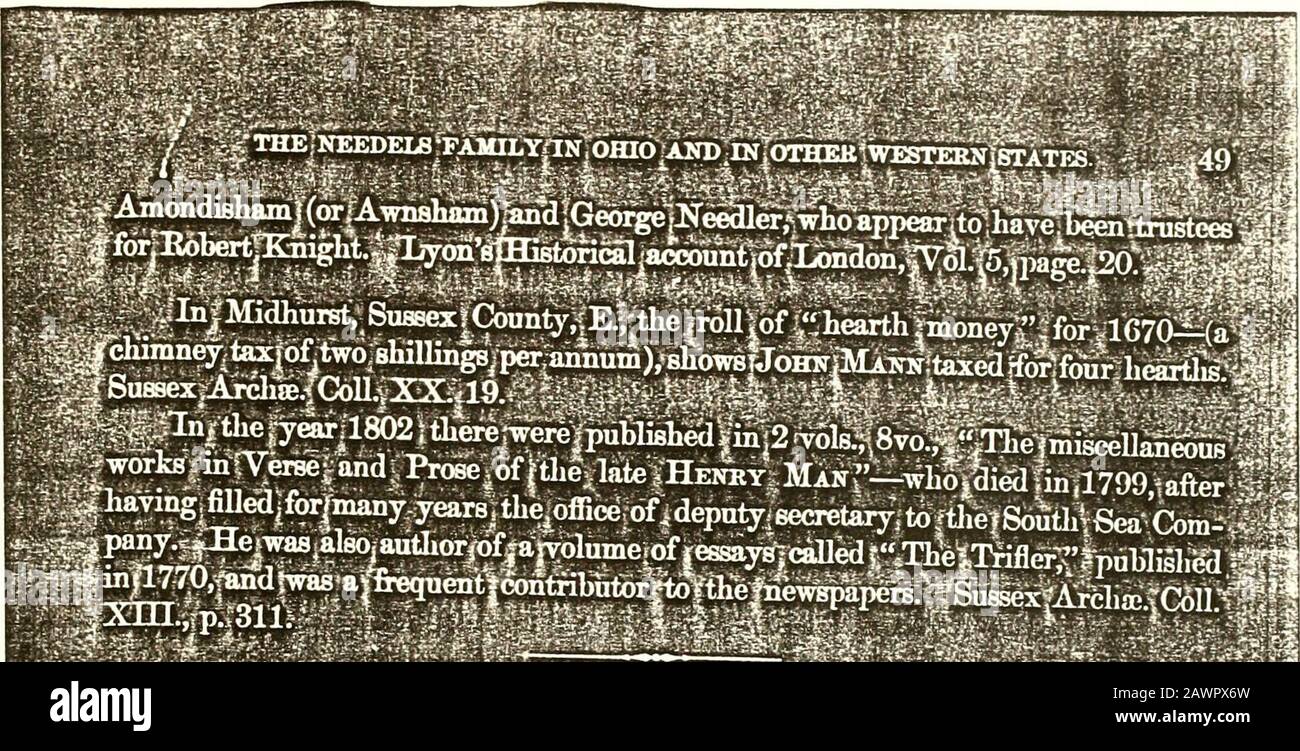 THE NEEDELS FAMILY IN OHIO AND IN OTHER WESTERN STATES. 49
Amondisham (or Awnsham) and George Needler, who appear to have been trustees
for Robert Knight. Lyon's Historical account of London, Vol. 5, page. 20.
In Midhurst, Sussex County, E., the roll of "hearth money" for 1670—(a
chimney tax of two shillings per annum), shows JOHN MANN taxed for four hearths.
Sussex Archæ. Coll. XX. 19.
In the year 1802 there were published in 2 vols., 8vo., "The miscellaneous
works in Verse and Prose of the late HENRY MAN"—who died in 1799, after
having filled for many years the office of deputy secretary to the South Sea Com-
pany. He was also author of a volume of essays called "The Trifler," published
in 1770, and was a frequent contributor to the newspapers. Sussex Archæ. Coll.
XIII., p. 311.
alamy
alamy
Image ID: 2AWPX6W
www.alamy.com